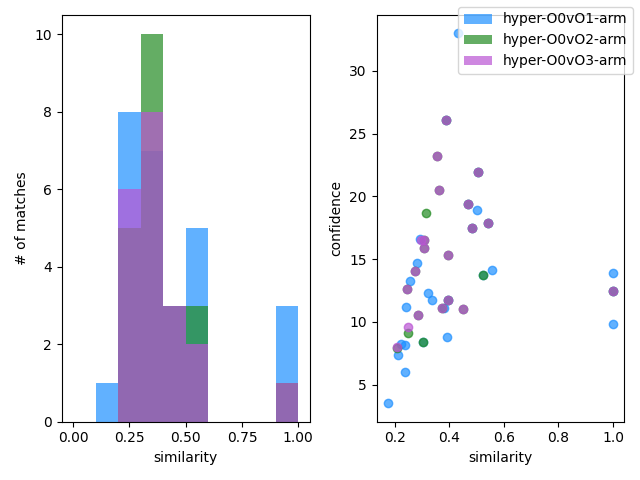 hyper-O0vO1-arm
hyper-O0vO2-arm
hyper-O0vO3-arm
# of matches
10
8
6
4
2
0
0.00 0.25 0.50 0.75 1.00
similarity
confidence
30
25
20
15
10
5
0.2 0.4 0.6 0.8 1.0
similarity